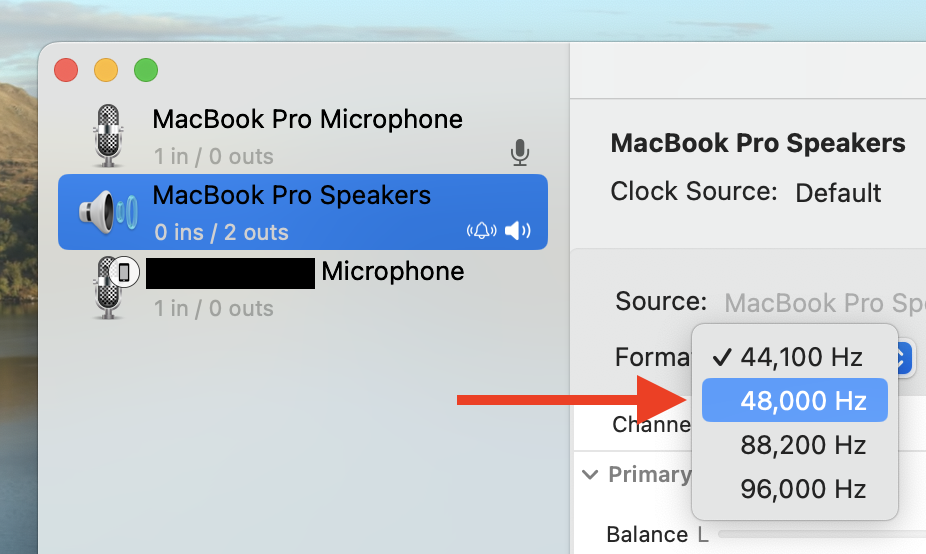 MacBook Pro Microphone
1 in / 0 outs
MacBook Pro Speakers
0 ins / 2 outs
Microphone
1 in / 0 outs
MacBook Pro Speakers
Clock Source: Default
Source: MacBook Pro Spe
Forma
44,100 Hz
48,000 Hz
88,200 Hz
96,000 Hz
Channe
Primary
Balance L